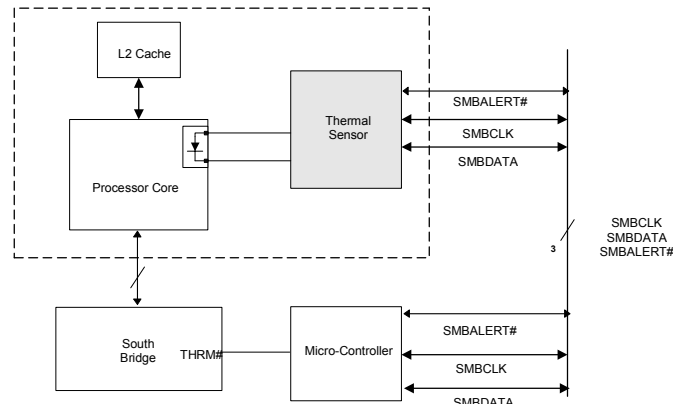 L2 Cache
SMBALERT#
Thermal
Sensor
SMBCLK
SMBDATA
Processor Core
3
SMBCLK
SMBDATA
SMBALERT#
SMBALERT#
South
Bridge
THRM#
Micro-Controller
SMBCLK
SMBDATA